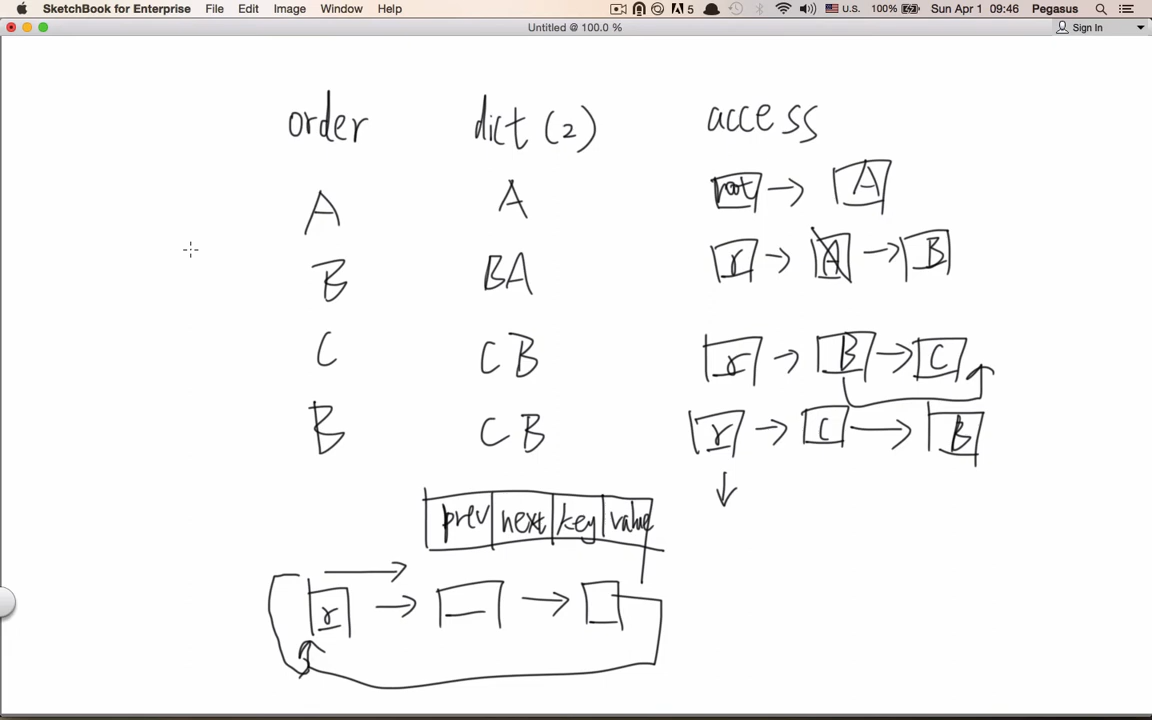 SketchBook for Enterprise File Edit Image Window Help 5 U.S. 100% Sun Apr 1 09:46 Pegasus
Untitled @ 100.0 % Sign In
order dict (2) access
A A root → A
B BA r → A → B
C CB r → B → C
B CB r → C → B
prev next key value
r